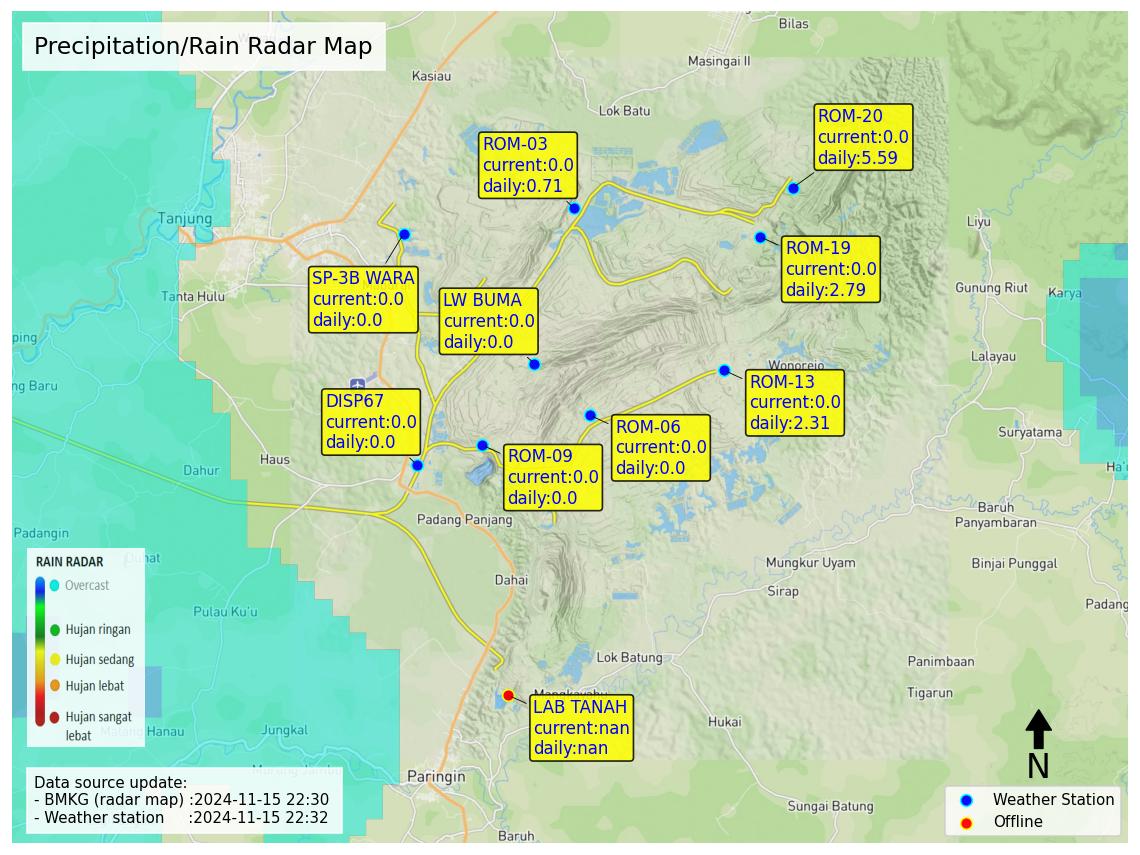 Precipitation/Rain Radar Map
Bilas
Masingai II
Kasiau
Lok Batu
ROM-20
current:0.0
daily:5.59
ROM-03
current:0.0
daily:0.71
Tanjung
Liyu
ROM-19
current:0.0
daily:2.79
SP-3B WARA
current:0.0
daily:0.0
Tanta Hulu
LW BUMA
current:0.0
daily:0.0
Gunung Riut
Karya
ping
Lalayau
Wonorejo
ng Baru
ROM-13
current:0.0
daily:2.31
DISP67
current:0.0
daily:0.0
ROM-06
current:0.0
daily:0.0
Suryatama
Haus
Dahur
ROM-09
current:0.0
daily:0.0
Baruh
Panyambaran
Padang Panjang
Padangin
Mungkur Uyam
Binjai Punggal
RAIN RADAR
Overcast
Hujan ringan
Hujan sedang
Hujan lebat
Hujan sangat
lebat
Dahai
Sirap
Padang
Pulau Ku'u
Lok Batung
Panimbaan
Tigarun
LAB TANAH
current:nan
daily:nan
Hukai
Hanau
Jungkal
Paringin
N
Data source update:
- BMKG (radar map) :2024-11-15 22:30
- Weather station :2024-11-15 22:32
Sungai Batung
Weather Station
Offline
Baruh